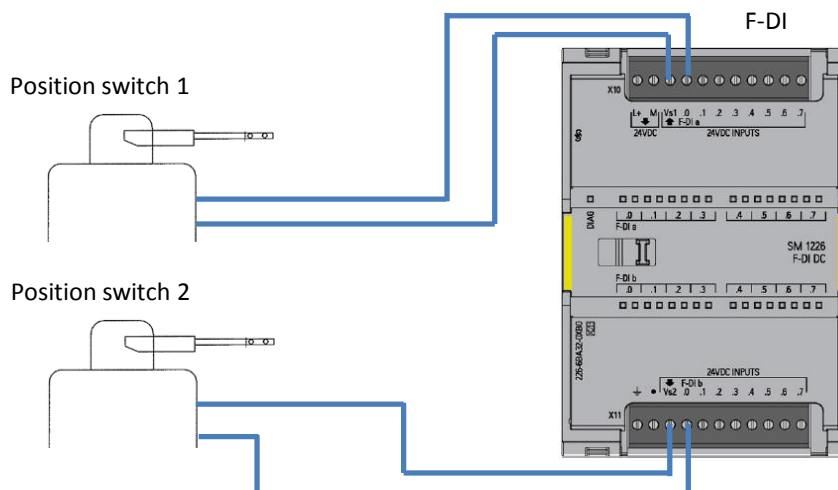 F-DI
Position switch 1
X10
L+ M Vs1 .0 .1 .2 .3 .4 .5 .6 .7
F-DI a
24VDC 24VDC INPUTS
DIAG
.0 .1 .2 .3 .4 .5 .6 .7
F-DI a
SM 1226
F-DI DC
F-DI b
.0 .1 .2 .3 .4 .5 .6 .7
Position switch 2
226-6BA32-0XB0
24VDC INPUTS
F-DI b
Vs2 .0 .1 .2 .3 .4 .5 .6 .7
X11